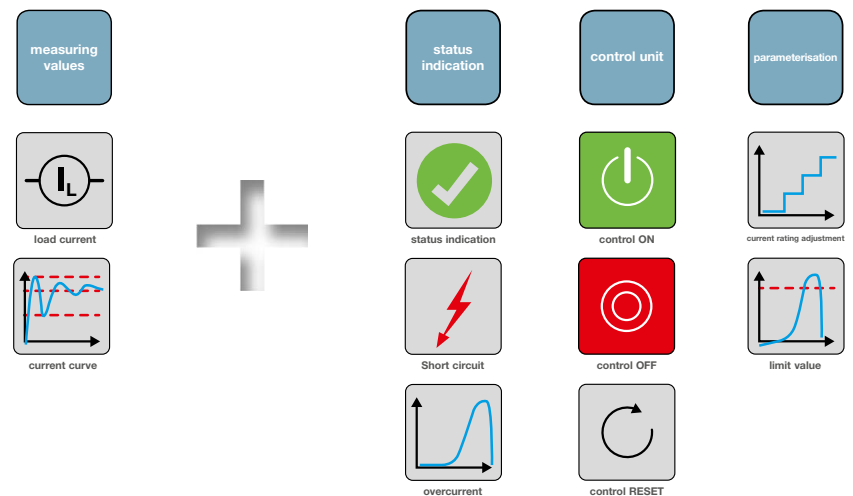 measuring
values
status
indication
control unit
parameterisation
I_L
load current
status indication
control ON
current rating adjustment
current curve
Short circuit
control OFF
limit value
overcurrent
control RESET